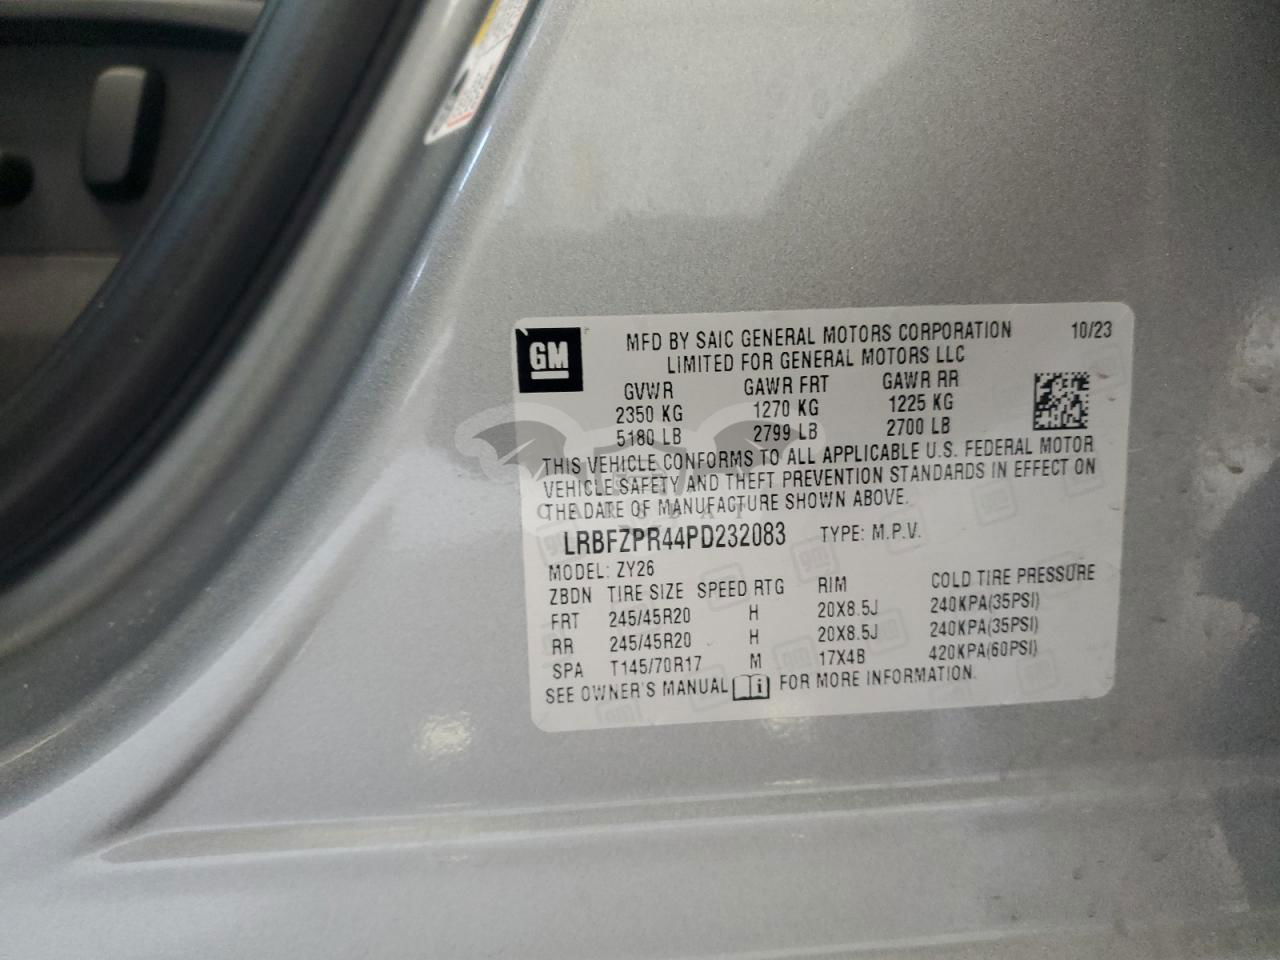 GM
MFD BY SAIC GENERAL MOTORS CORPORATION 10/23
LIMITED FOR GENERAL MOTORS LLC
GVWR GAWR FRT GAWR RR
2350 KG 1270 KG 1225 KG
5180 LB 2799 LB 2700 LB
THIS VEHICLE CONFORMS TO ALL APPLICABLE U.S. FEDERAL MOTOR
VEHICLE SAFETY AND THEFT PREVENTION STANDARDS IN EFFECT ON
THE DATE OF MANUFACTURE SHOWN ABOVE.
LRBFZPR44PD232083 TYPE: M.P.V.
MODEL: ZY26
ZBDN TIRE SIZE SPEED RTG RIM COLD TIRE PRESSURE
FRT 245/45R20 H 20X8.5J 240KPA(35PSI)
RR 245/45R20 H 20X8.5J 240KPA(35PSI)
SPA T145/70R17 M 17X4B 420KPA(60PSI)
SEE OWNER'S MANUAL FOR MORE INFORMATION.